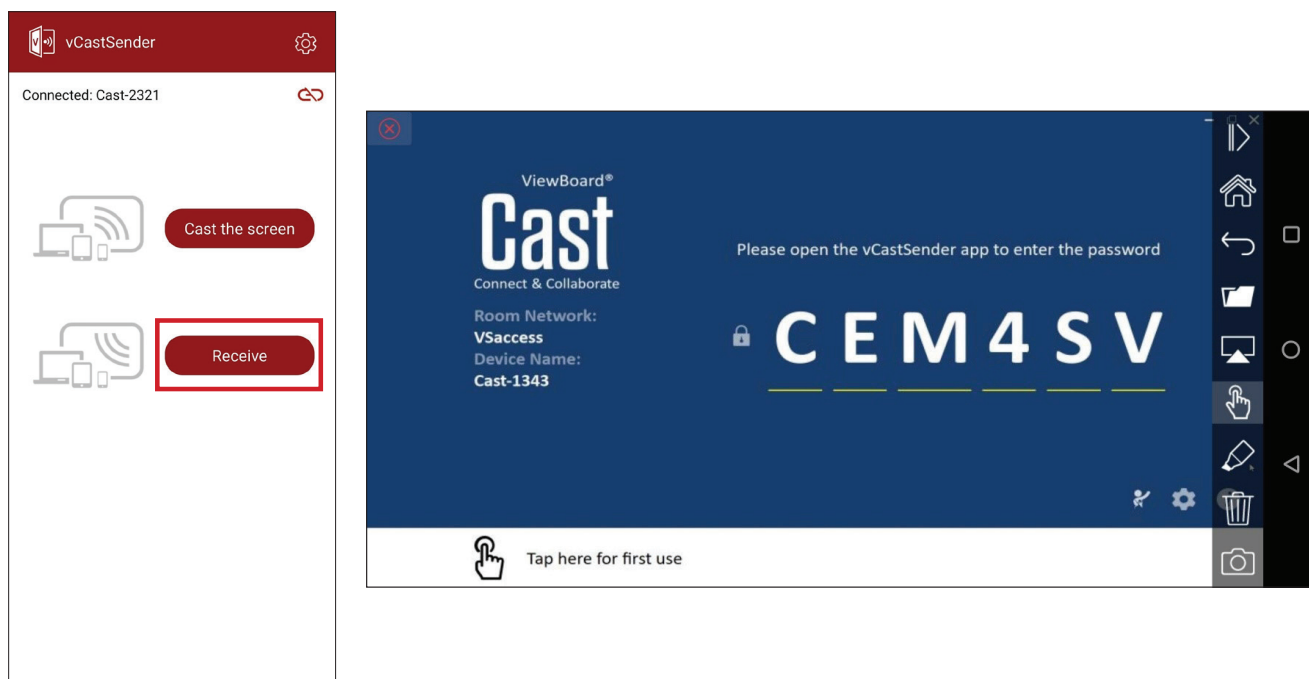 vCastSender
Connected: Cast-2321
Cast the screen
Receive
ViewBoard®
Cast
Connect & Collaborate
Room Network:
VSaccess
Device Name:
Cast-1343
Please open the vCastSender app to enter the password
CEM4SV
Tap here for first use